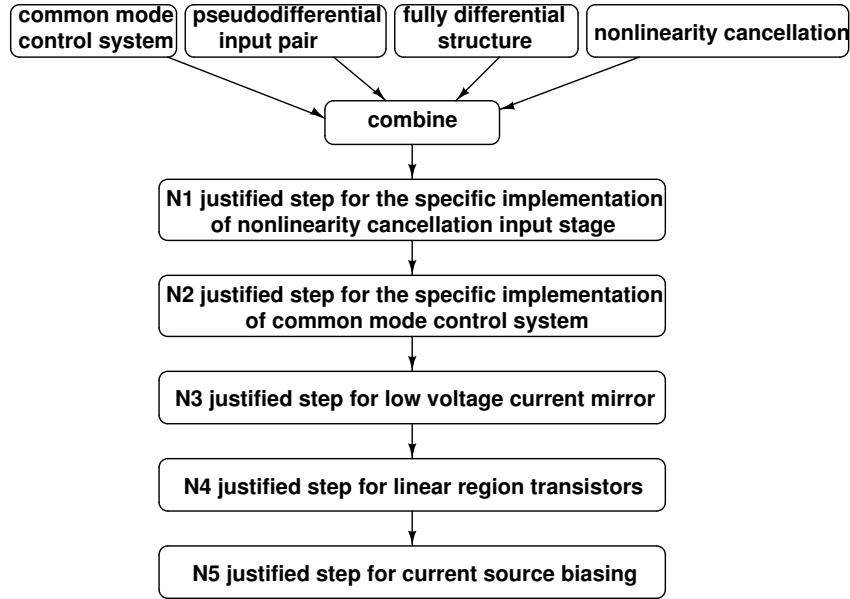 common mode
control system
pseudodifferential
input pair
fully differential
structure
nonlinearity cancellation
combine
N1 justified step for the specific implementation
of nonlinearity cancellation input stage
N2 justified step for the specific implementation
of common mode control system
N3 justified step for low voltage current mirror
N4 justified step for linear region transistors
N5 justified step for current source biasing